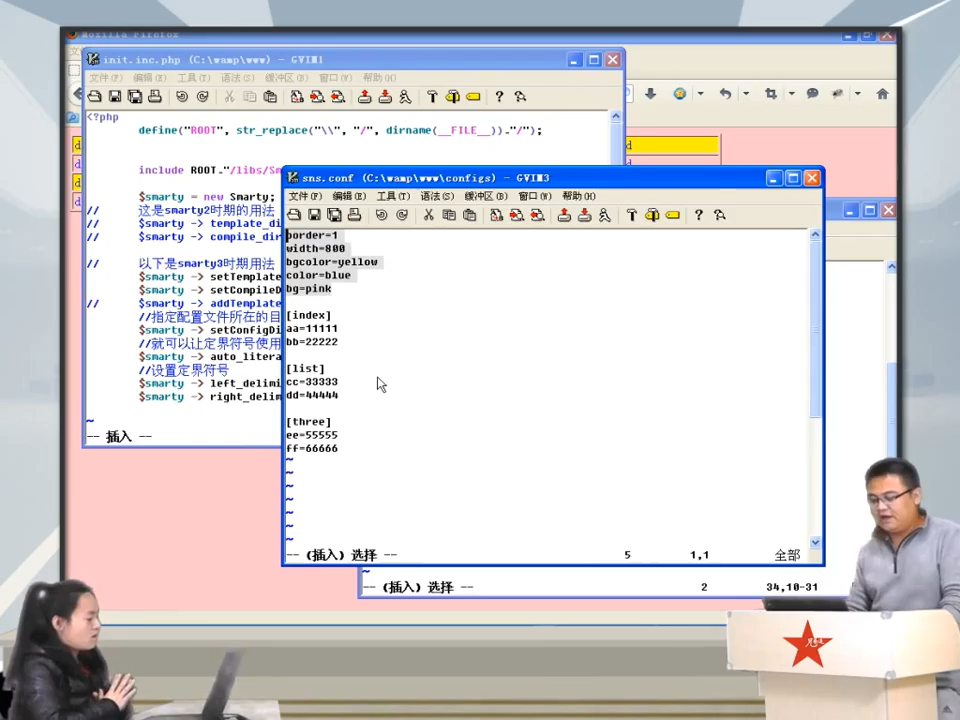 Mozilla Firefox
init.inc.php (C:\wamp\www) - GVIM1
文件(F) 编辑(E) 工具(T) 语法(S) 缓冲区(B) 窗口(W) 帮助(H)
<?php
define("ROOT", str_replace("\\", "/", dirname(__FILE__))."/");
include ROOT."/libs/Sm
$smarty = new Smarty;
// 这是smarty2时期的用法
// $smarty -> template_di
// $smarty -> compile_dir
// 以下是smarty3时期用法
$smarty -> setTemplate
$smarty -> setCompileD
// $smarty -> addTemplate
//指定配置文件所在的目
$smarty -> setConfigDi
//就可以让定界符号使用
$smarty -> auto_litera
//设置定界符号
$smarty -> left_delimi
$smarty -> right_delim
~
-- 插入 --
sns.conf (C:\wamp\www\configs) - GVIM3
文件(F) 编辑(E) 工具(T) 语法(S) 缓冲区(B) 窗口(W) 帮助(H)
border=1
width=800
bgcolor=yellow
color=blue
bg=pink
[index]
aa=11111
bb=22222
[list]
cc=33333
dd=44444
[three]
ee=55555
ff=66666
~
~
~
~
~
~
~
-- (插入) 选择 -- 5 1,1 全部
~
-- (插入) 选择 -- 2 34,10-31